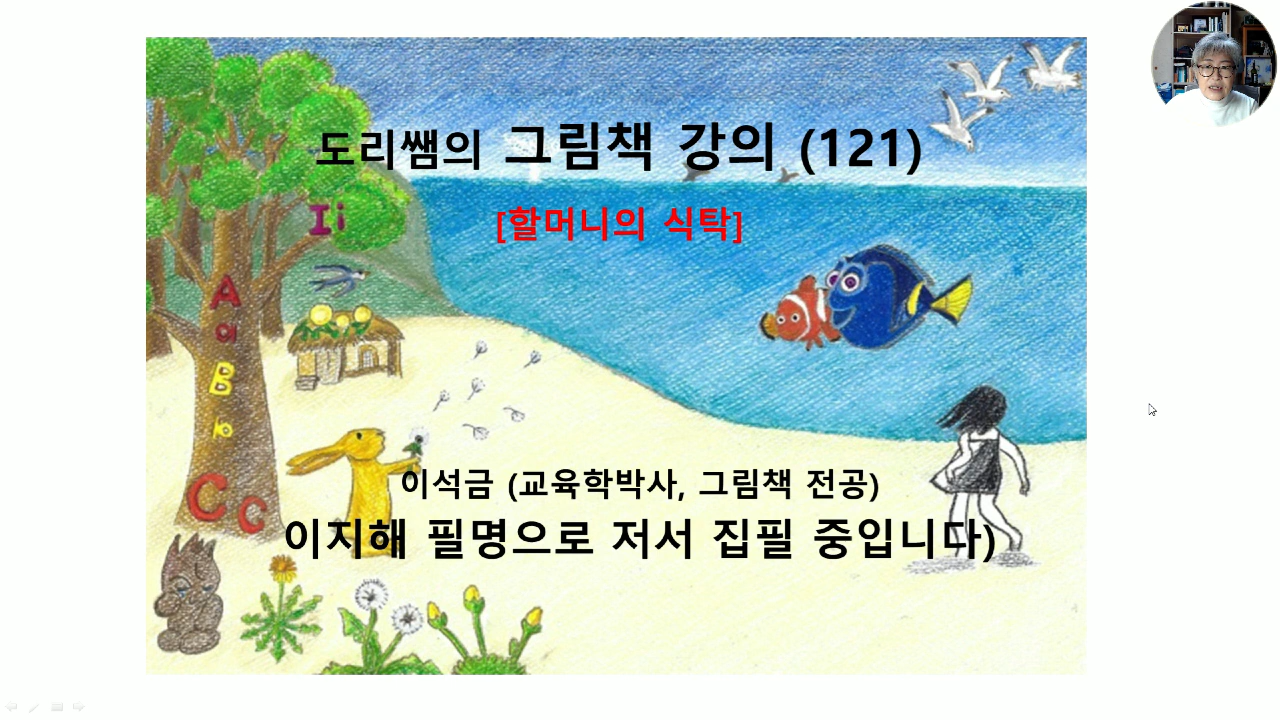 도리쌤의 그림책 강의 (121)
[할머니의 식탁]
Ii
A
a
B
b
C c
이석금 (교육학박사, 그림책 전공)
이지해 필명으로 저서 집필 중입니다)